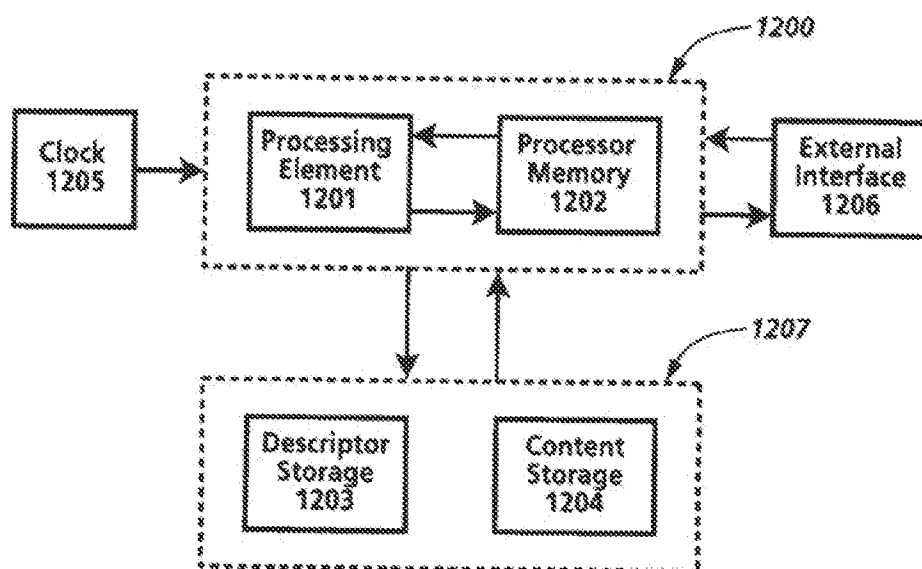 1200
Clock
1205
Processing
Element
1201
Processor
Memory
1202
External
Interface
1206
1207
Descriptor
Storage
1203
Content
Storage
1204